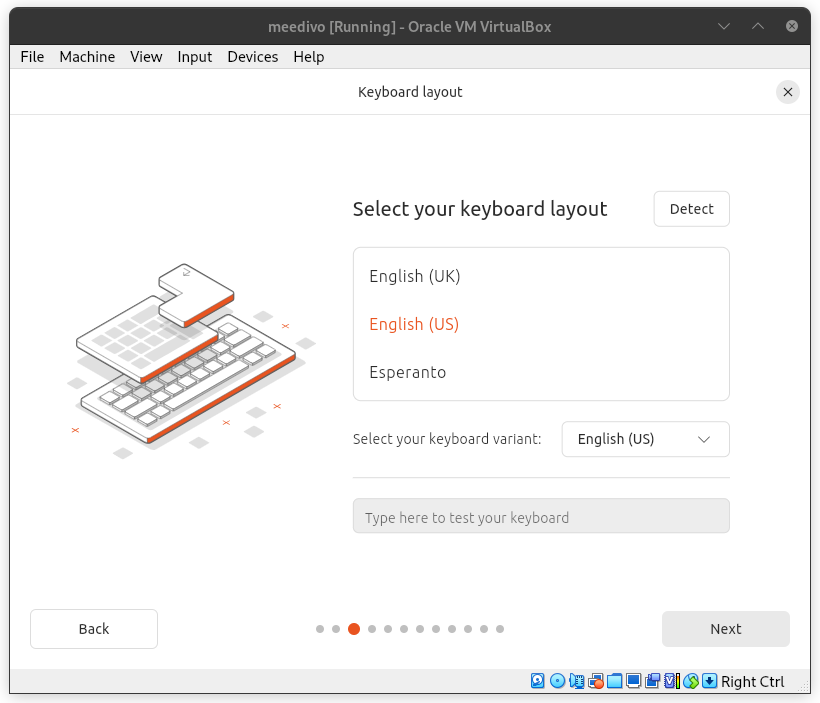 meedivo [Running] - Oracle VM VirtualBox
File Machine View Input Devices Help
Keyboard layout
Select your keyboard layout
Detect
English (UK)
English (US)
Esperanto
Select your keyboard variant:
English (US)
Type here to test your keyboard
Back
Next
Right Ctrl